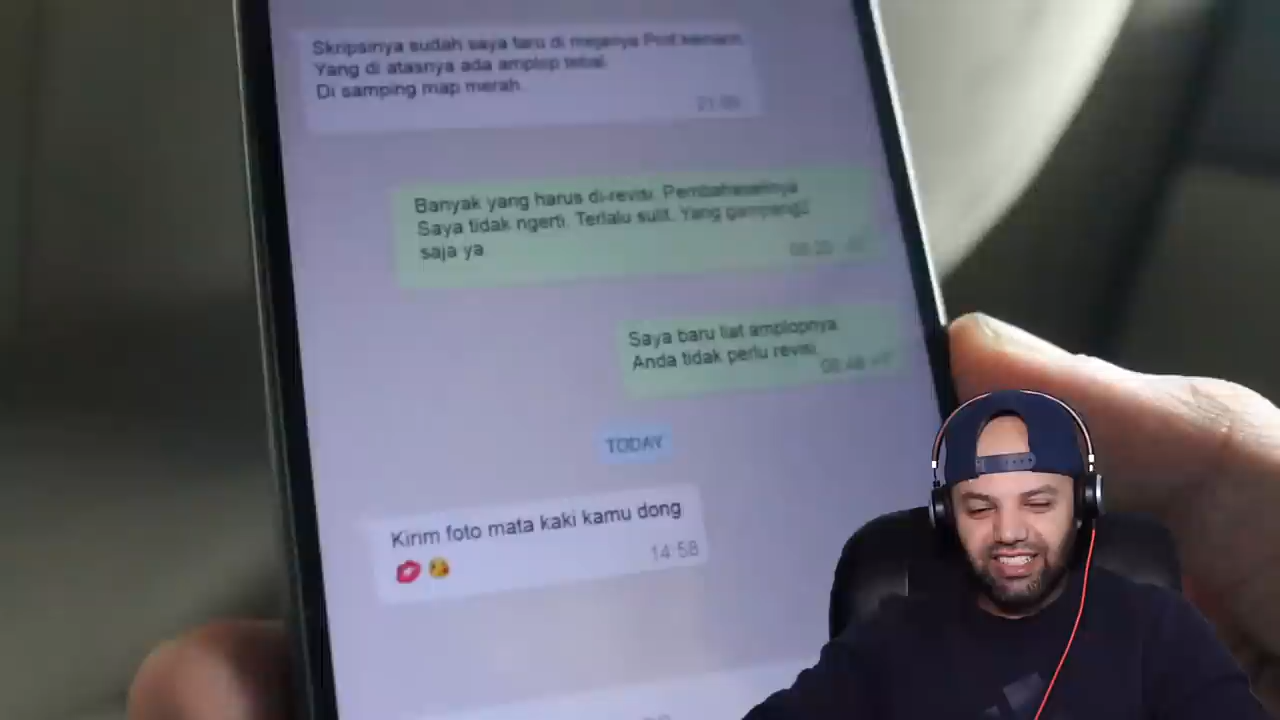 Skripsinya sudah saya taru di mejanya Prof kemarin.
Yang di atasnya ada amplop tebal.
Di samping map merah.
Banyak yang harus di-revisi. Pembahasannya
Saya tidak ngerti. Terlalu sulit. Yang gampang2
saja ya
Saya baru liat amplopnya
Anda tidak perlu revisi
TODAY
Kirim foto mata kaki kamu dong
💋 😘
14:58